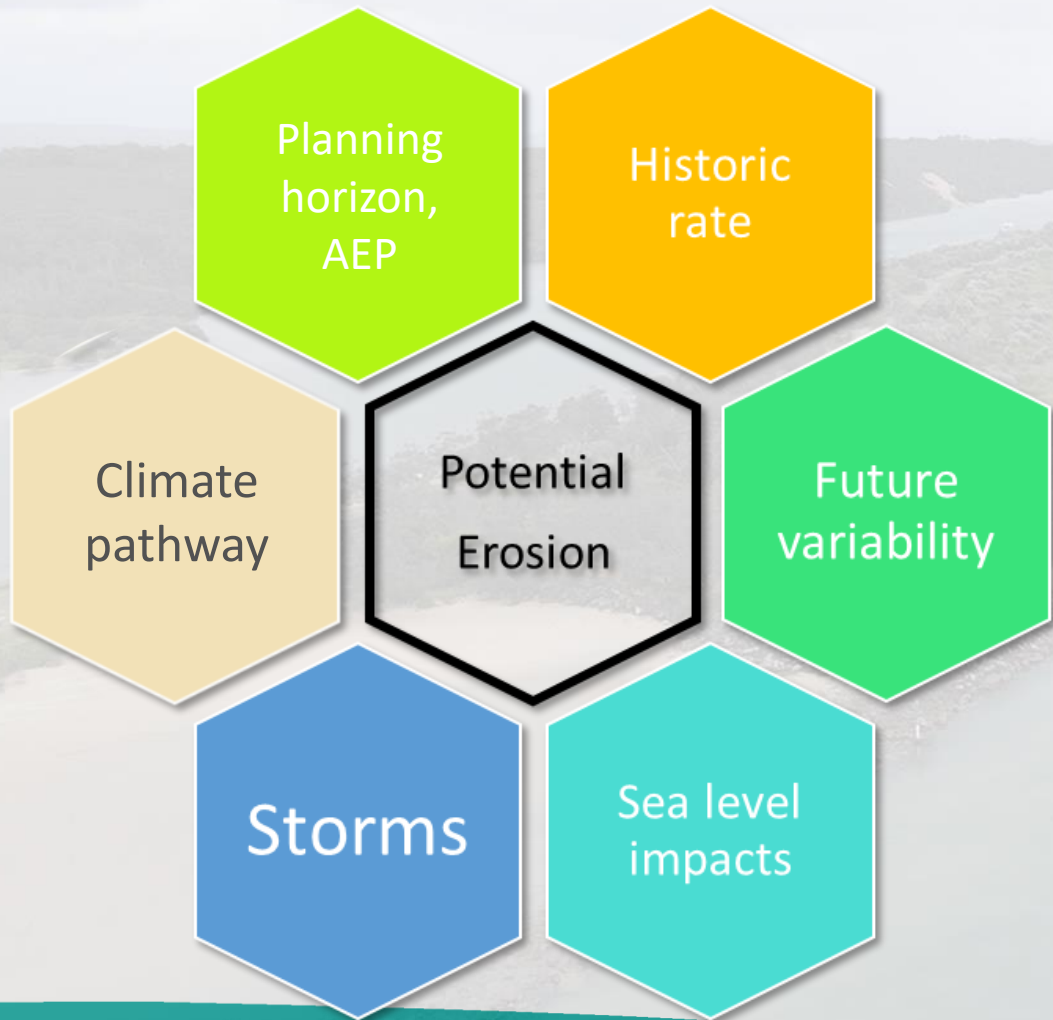 Planning
horizon,
AEP
Historic
rate
Climate
pathway
Potential
Erosion
Future
variability
Storms
Sea level
impacts